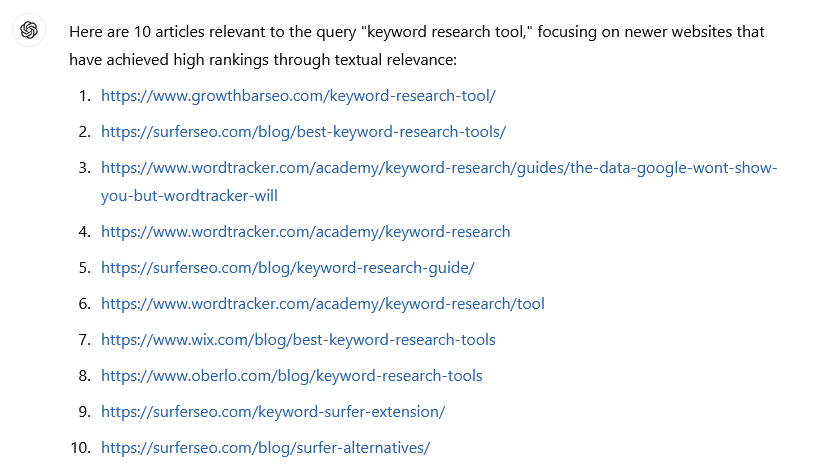 Here are 10 articles relevant to the query "keyword research tool," focusing on newer websites that
have achieved high rankings through textual relevance:
1. https://www.growthbarseo.com/keyword-research-tool/
2. https://surferseo.com/blog/best-keyword-research-tools/
3. https://www.wordtracker.com/academy/keyword-research/guides/the-data-google-wont-show-
you-but-wordtracker-will
4. https://www.wordtracker.com/academy/keyword-research
5. https://surferseo.com/blog/keyword-research-guide/
6. https://www.wordtracker.com/academy/keyword-research/tool
7. https://www.wix.com/blog/best-keyword-research-tools
8. https://www.oberlo.com/blog/keyword-research-tools
9. https://surferseo.com/keyword-surfer-extension/
10. https://surferseo.com/blog/surfer-alternatives/